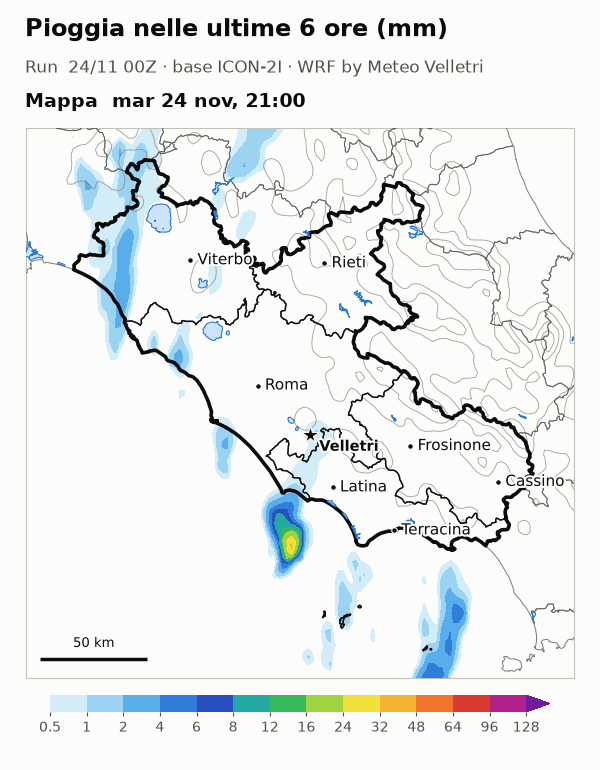 Pioggia nelle ultime 6 ore (mm)
Run 24/11 00Z · base ICON-2I · WRF by Meteo Velletri
Mappa mar 24 nov, 21:00
Viterbo
Rieti
Roma
Velletri
Frosinone
Cassino
Latina
Terracina
50 km
0.5 1 2 4 6 8 12 16 24 32 48 64 96 128